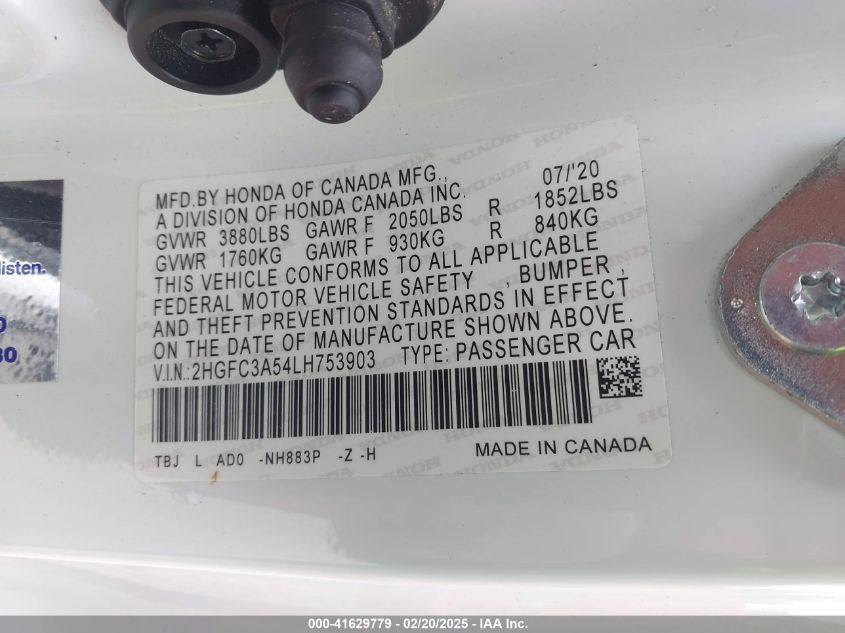 MFD.BY HONDA OF CANADA MFG., 07/'20
A DIVISION OF HONDA CANADA INC.
GVWR 3880LBS GAWR F 2050LBS R 1852LBS
GVWR 1760KG GAWR F 930KG R 840KG
THIS VEHICLE CONFORMS TO ALL APPLICABLE
FEDERAL MOTOR VEHICLE SAFETY , BUMPER ,
AND THEFT PREVENTION STANDARDS IN EFFECT
ON THE DATE OF MANUFACTURE SHOWN ABOVE.
V.I.N.:2HGFC3A54LH753903 TYPE: PASSENGER CAR
TBJ L AD0 -NH883P -Z -H MADE IN CANADA
listen.
000-41629779 - 02/20/2025 - IAA Inc.